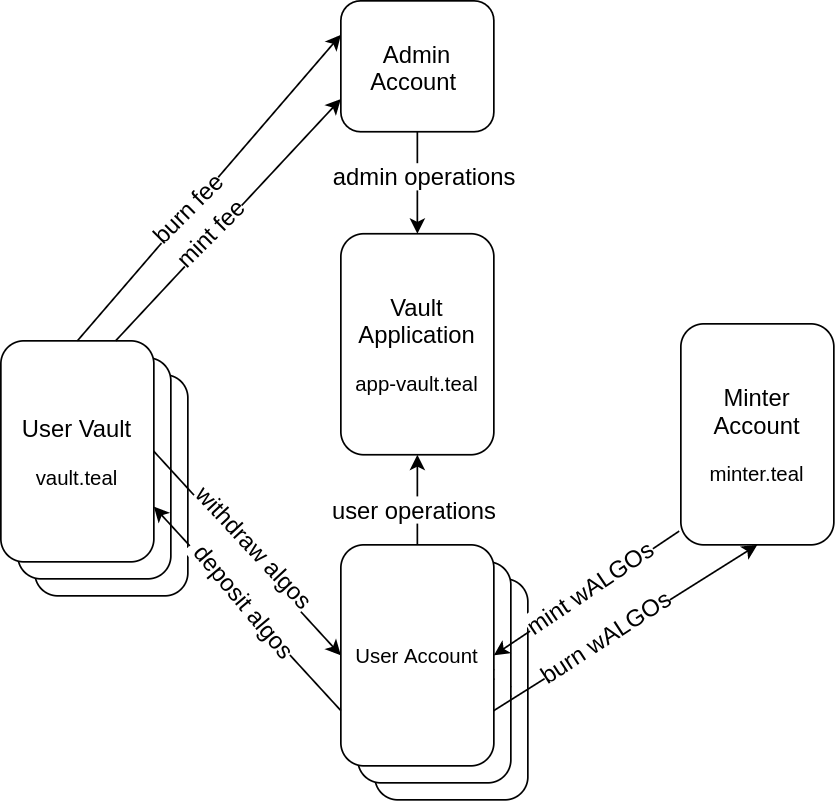 Admin
Account
admin operations
burn fee
mint fee
Vault
Application
app-vault.teal
Minter
Account
minter.teal
User Vault
vault.teal
withdraw algos
deposit algos
user operations
mint wALGOs
burn wALGOs
User Account